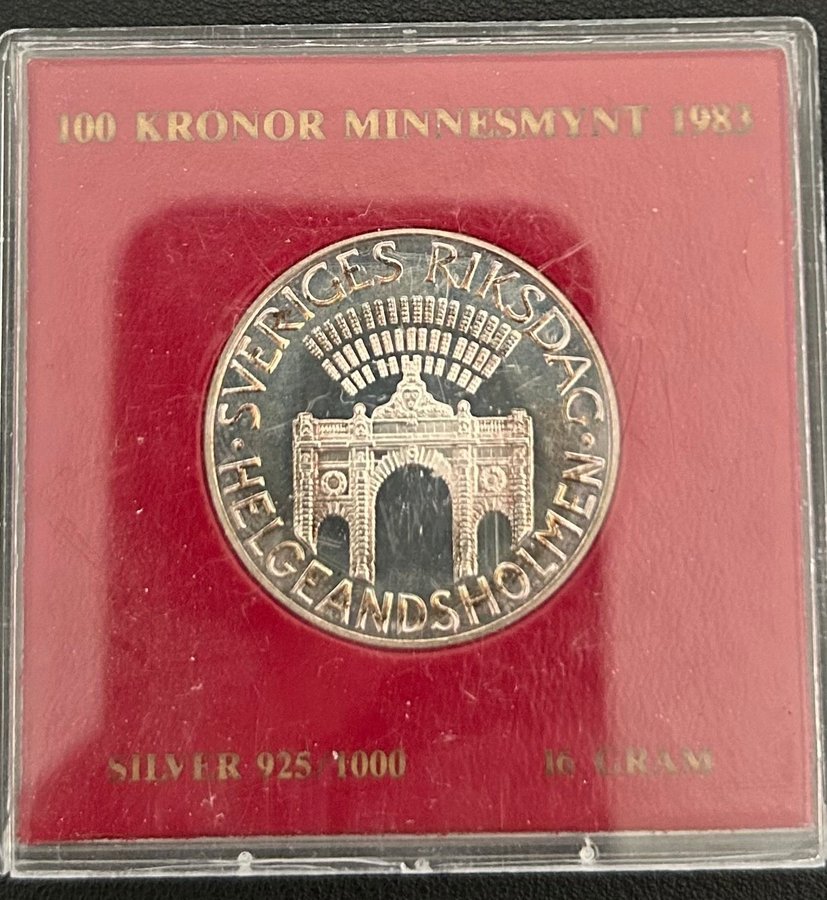 100 KRONOR MINNESMYNT 1983
· SVERIGES RIKSDAG ·
HELGEANDSHOLMEN
SILVER 925/1000 16 GRAM